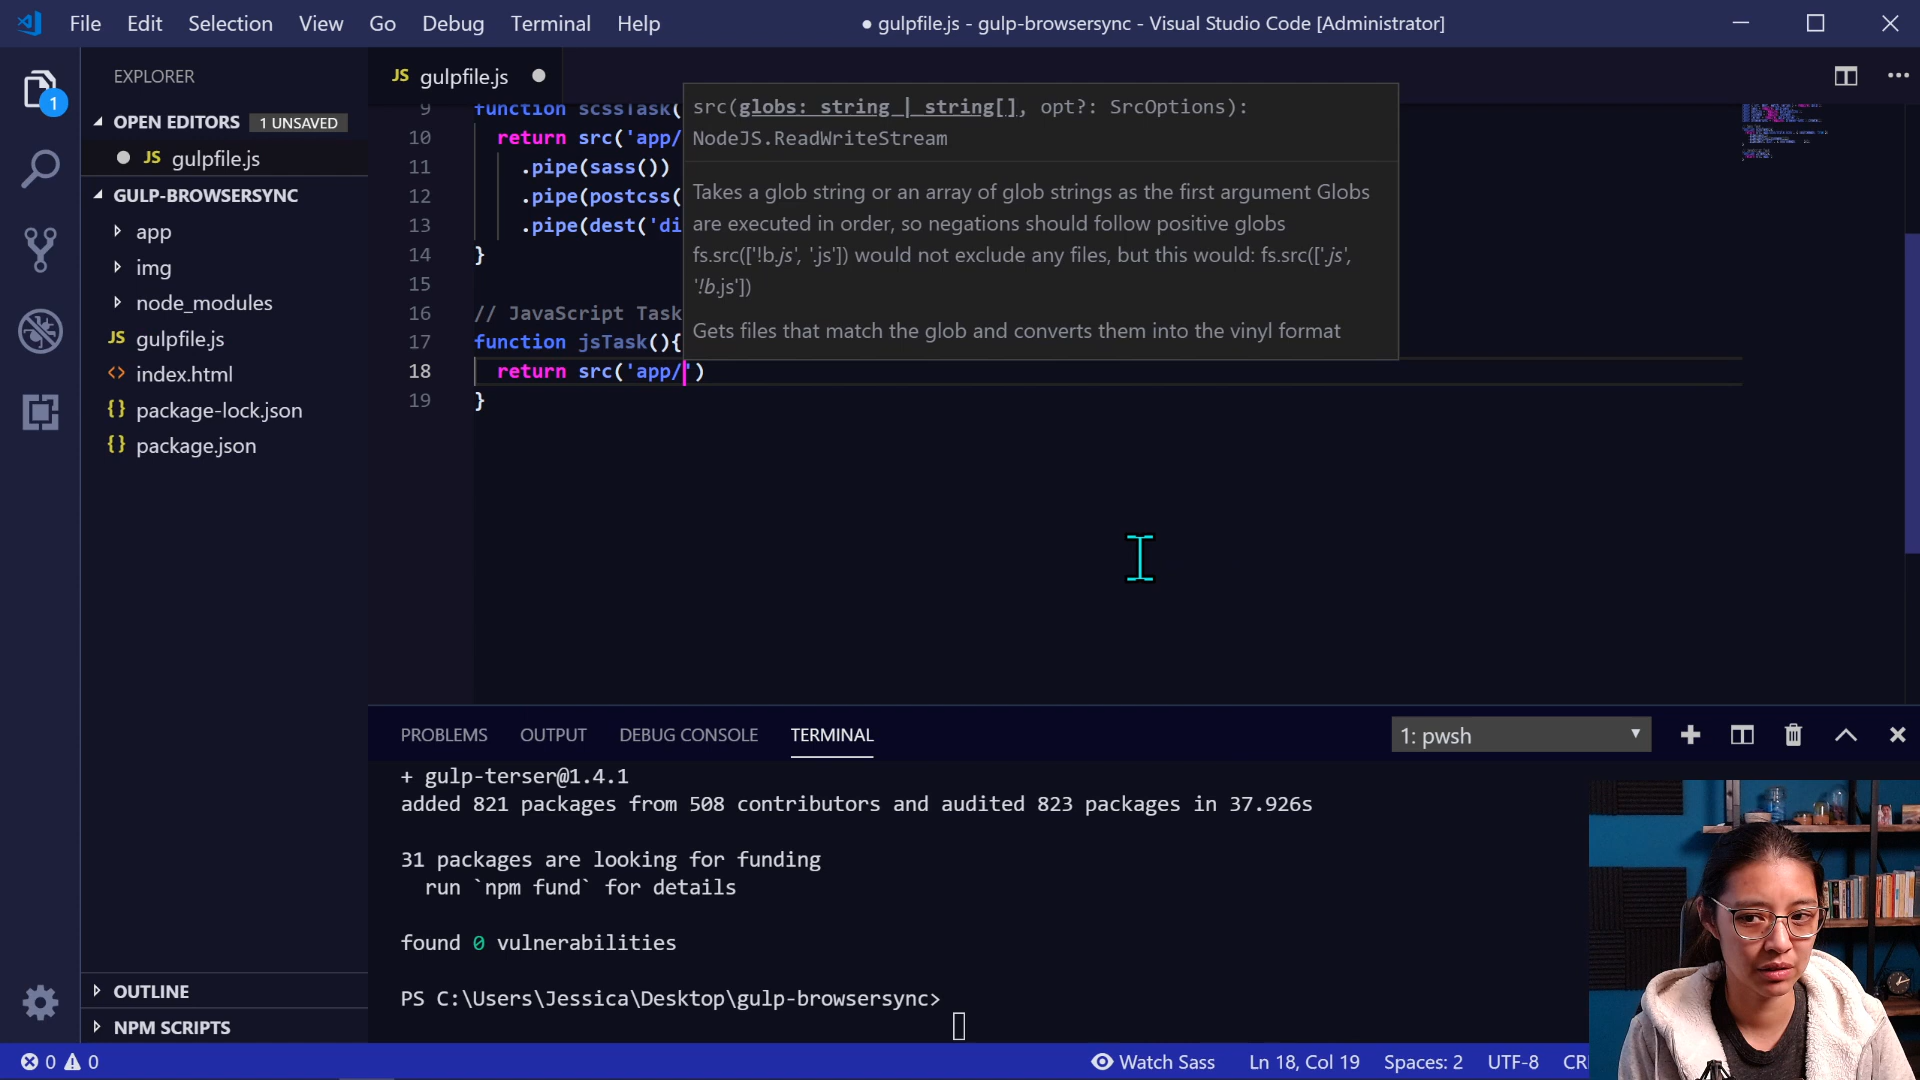 File Edit Selection View Go Debug Terminal Help
● gulpfile.js - gulp-browsersync - Visual Studio Code [Administrator]
EXPLORER
1
OPEN EDITORS 1 UNSAVED
JS gulpfile.js
GULP-BROWSERSYNC
app
img
node_modules
JS gulpfile.js
<> index.html
{} package-lock.json
{} package.json
OUTLINE
NPM SCRIPTS
JS gulpfile.js
9 function scssTask(
10 return src('app/
11 .pipe(sass())
12 .pipe(postcss(
13 .pipe(dest('di
14 }
15
16 // JavaScript Task
17 function jsTask(){
18 return src('app/')
19 }
src(globs: string | string[], opt?: SrcOptions):
NodeJS.ReadWriteStream
Takes a glob string or an array of glob strings as the first argument Globs
are executed in order, so negations should follow positive globs
fs.src(['!b.js', '.js']) would not exclude any files, but this would: fs.src(['.js',
'!b.js'])
Gets files that match the glob and converts them into the vinyl format
PROBLEMS OUTPUT DEBUG CONSOLE TERMINAL
1: pwsh
+ gulp-terser@1.4.1
added 821 packages from 508 contributors and audited 823 packages in 37.926s
31 packages are looking for funding
run `npm fund` for details
found 0 vulnerabilities
PS C:\Users\Jessica\Desktop\gulp-browsersync>
0 0
Watch Sass Ln 18, Col 19 Spaces: 2 UTF-8 CR